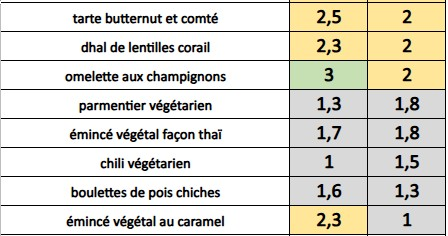 tarte butternut et comté 2,5 2
dhal de lentilles corail 2,3 2
omelette aux champignons 3 2
parmentier végétarien 1,3 1,8
émincé végétal façon thaï 1,7 1,8
chili végétarien 1 1,5
boulettes de pois chiches 1,6 1,3
émincé végétal au caramel 2,3 1